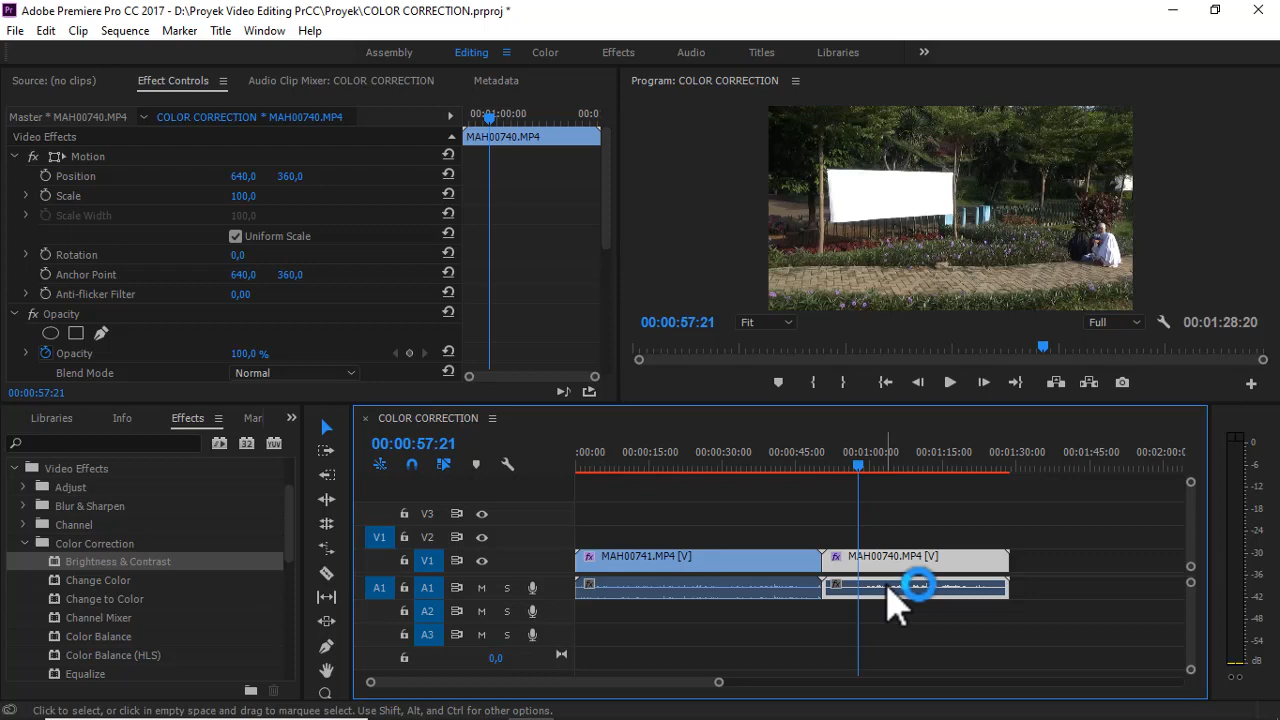 Adobe Premiere Pro CC 2017 - D:\Proyek Video Editing PrCC\Proyek\COLOR CORRECTION.prproj *
File Edit Clip Sequence Marker Title Window Help
Assembly Editing Color Effects Audio Titles Libraries
Source: (no clips) Effect Controls Audio Clip Mixer: COLOR CORRECTION Metadata
Program: COLOR CORRECTION
Master * MAH00740.MP4 COLOR CORRECTION * MAH00740.MP4
00:01:00:00 00:0
Video Effects
MAH00740.MP4
fx Motion
Position 640,0 360,0
Scale 100,0
Scale Width 100,0
Uniform Scale
Rotation 0,0
Anchor Point 640,0 360,0
Anti-flicker Filter 0,00
fx Opacity
Opacity 100,0 %
Blend Mode Normal
00:00:57:21
00:00:57:21 Fit Full 00:01:28:20
Libraries Info Effects Mar
32 YUV
Video Effects
Adjust
Blur & Sharpen
Channel
Color Correction
Brightness & Contrast
Change Color
Change to Color
Channel Mixer
Color Balance
Color Balance (HLS)
Equalize
COLOR CORRECTION
00:00:57:21
:00:00 00:00:15:00 00:00:30:00 00:00:45:00 00:01:00:00 00:01:15:00 00:01:30:00 00:01:45:00 00:02:00:00
V3
V1 V2
V1 fx MAH00741.MP4 [V] fx MAH00740.MP4 [V]
A1 A1 M S
A2 M S
A3 M S
0,0
0
-6
-12
-18
-24
-30
-36
-42
-48
-54
dB
Click to select, or click in empty space and drag to marquee select. Use Shift, Alt, and Ctrl for other options.